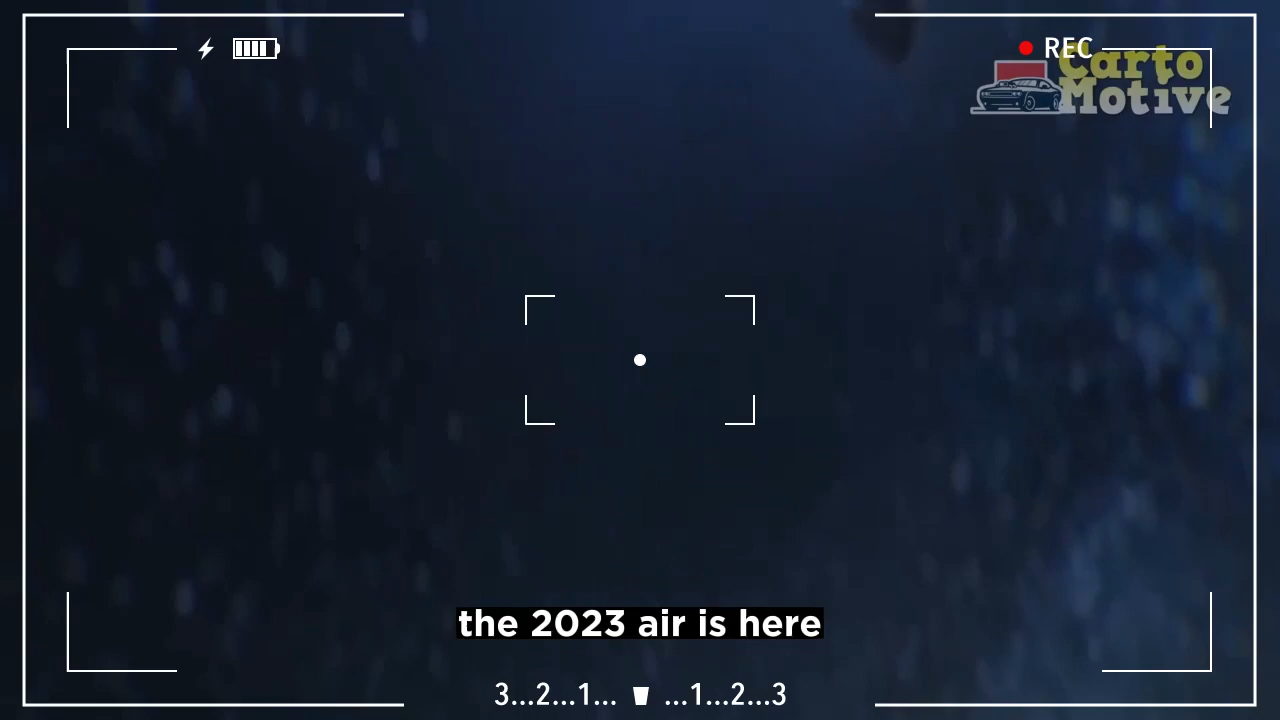 REC
Carto
Motive
the 2023 air is here
3...2...1... ...1...2...3